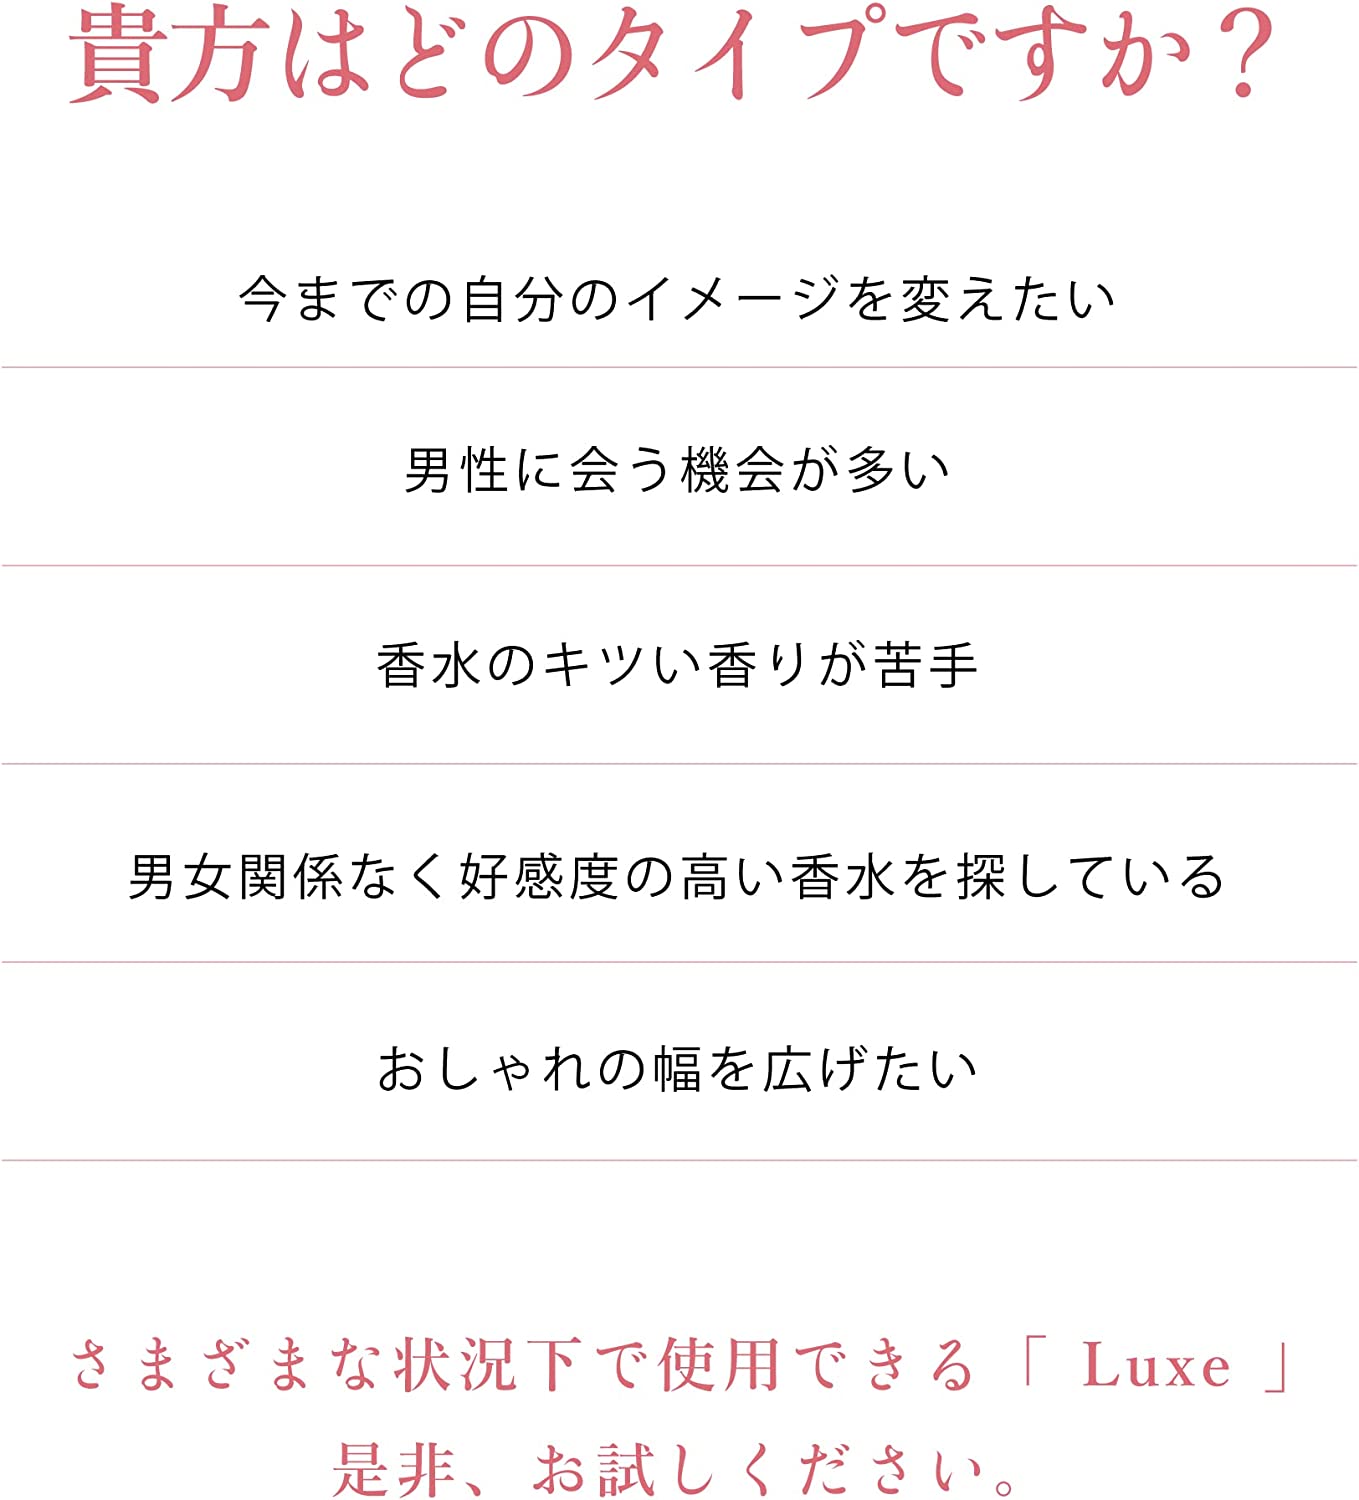 貴方はどのタイプですか？
今までの自分のイメージを変えたい
男性に会う機会が多い
香水のキツい香りが苦手
男女関係なく好感度の高い香水を探している
おしゃれの幅を広げたい
さまざまな状況下で使用できる「 Luxe 」
是非、お試しください。